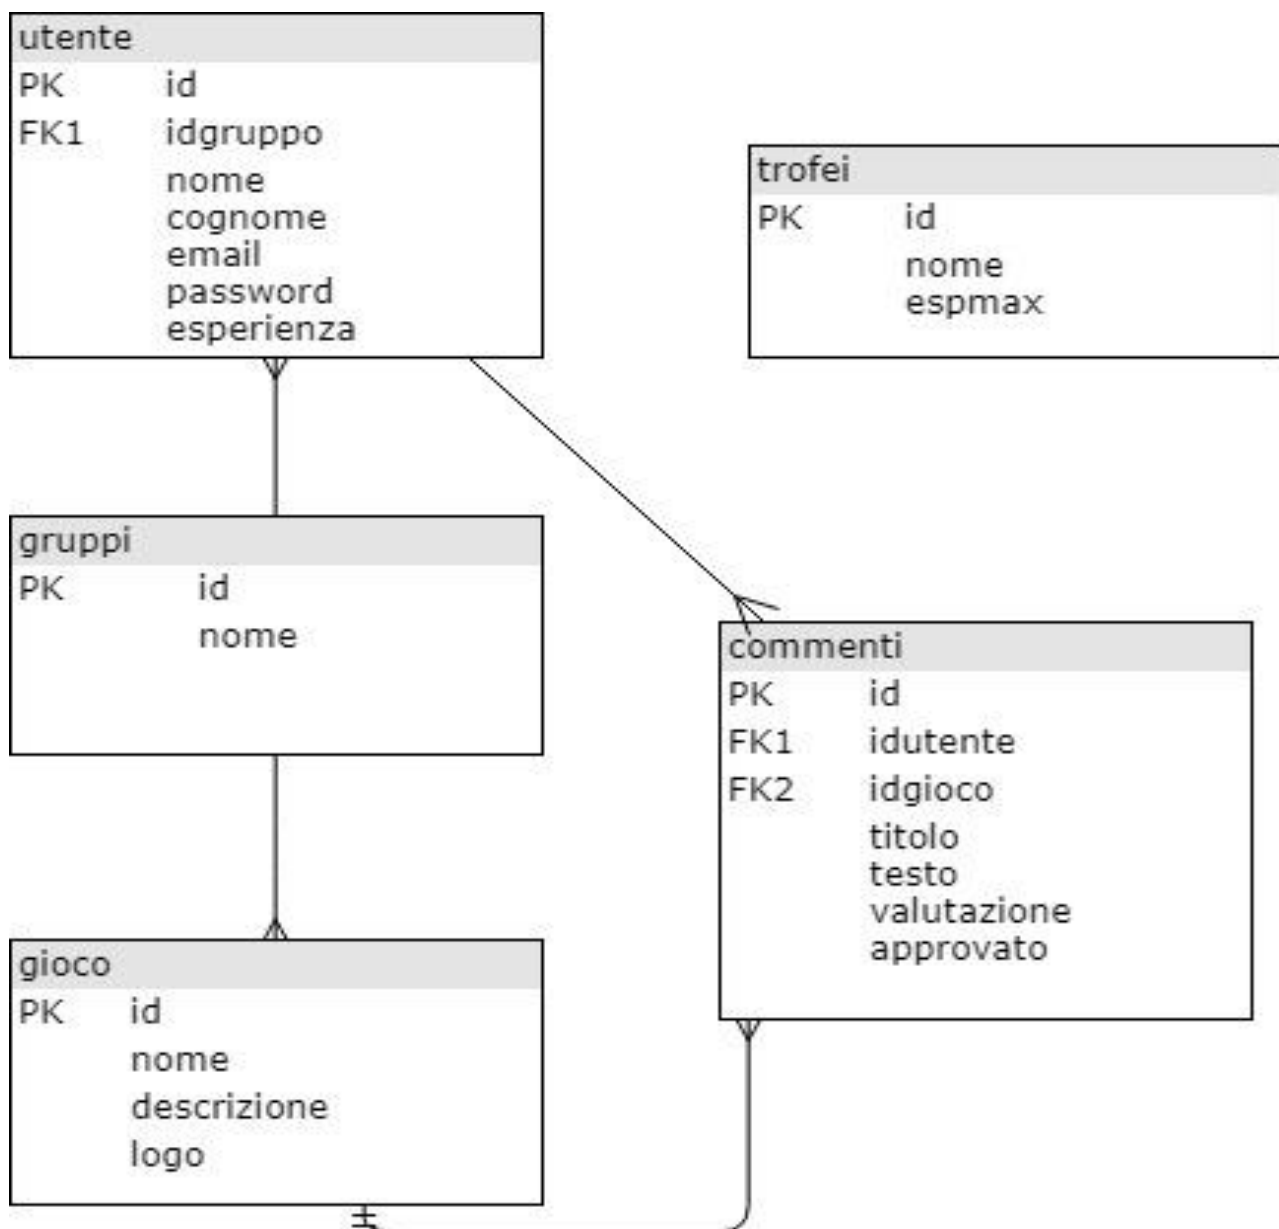 utente
PK id
FK1 idgruppo
nome
cognome
email
password
esperienza
trofei
PK id
nome
espmax
gruppi
PK id
nome
commenti
PK id
FK1 idutente
FK2 idgioco
titolo
testo
valutazione
approvato
gioco
PK id
nome
descrizione
logo